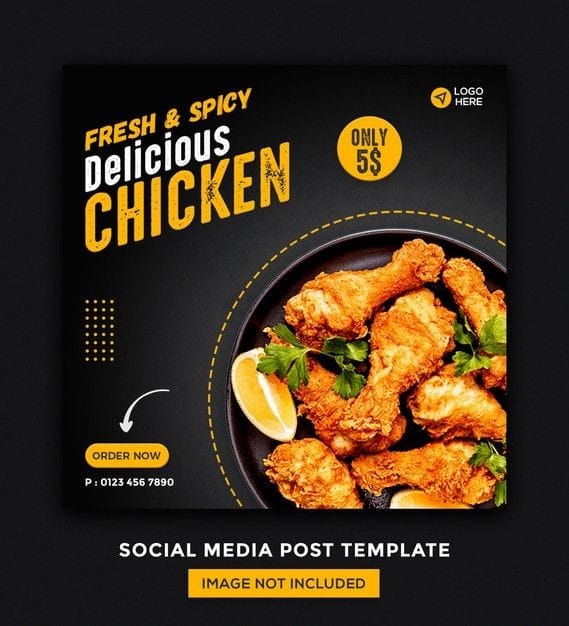 FRESH & SPICY
Delicious
CHICKEN
LOGO
HERE
ONLY
5$
ORDER NOW
P : 0123 456 7890
SOCIAL MEDIA POST TEMPLATE
IMAGE NOT INCLUDED